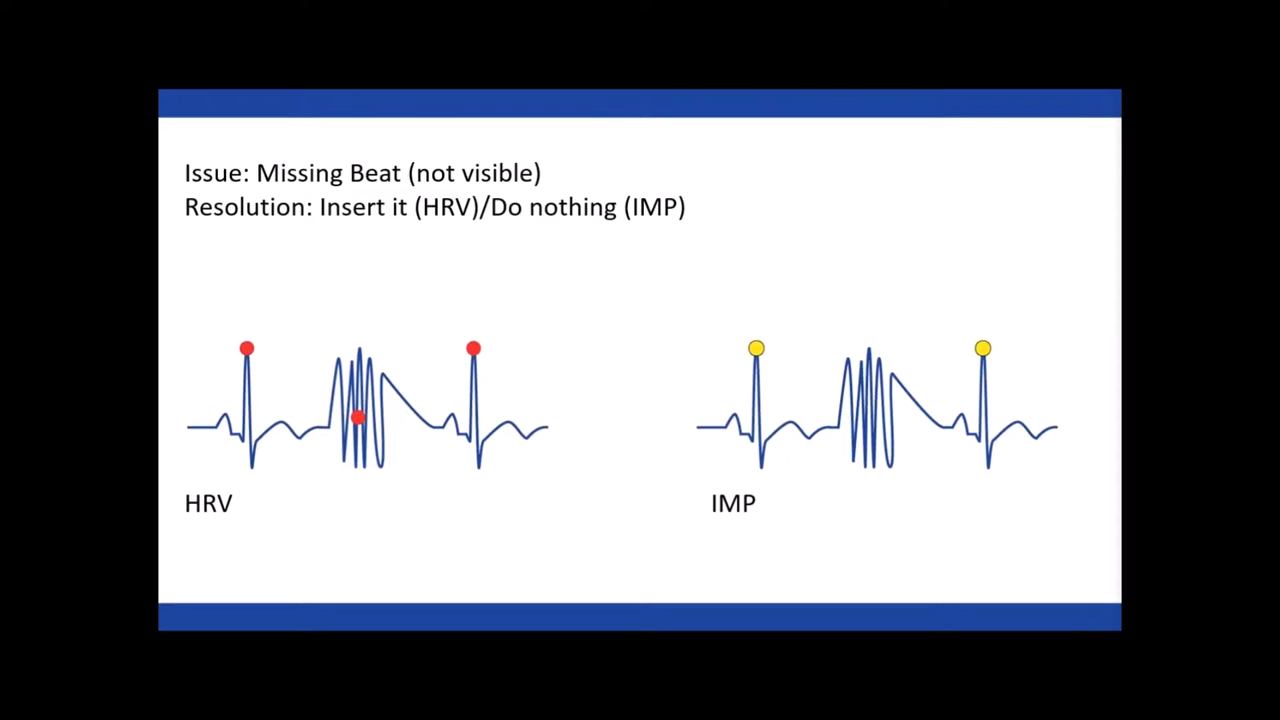 Issue: Missing Beat (not visible)
Resolution: Insert it (HRV)/Do nothing (IMP)
HRV
IMP